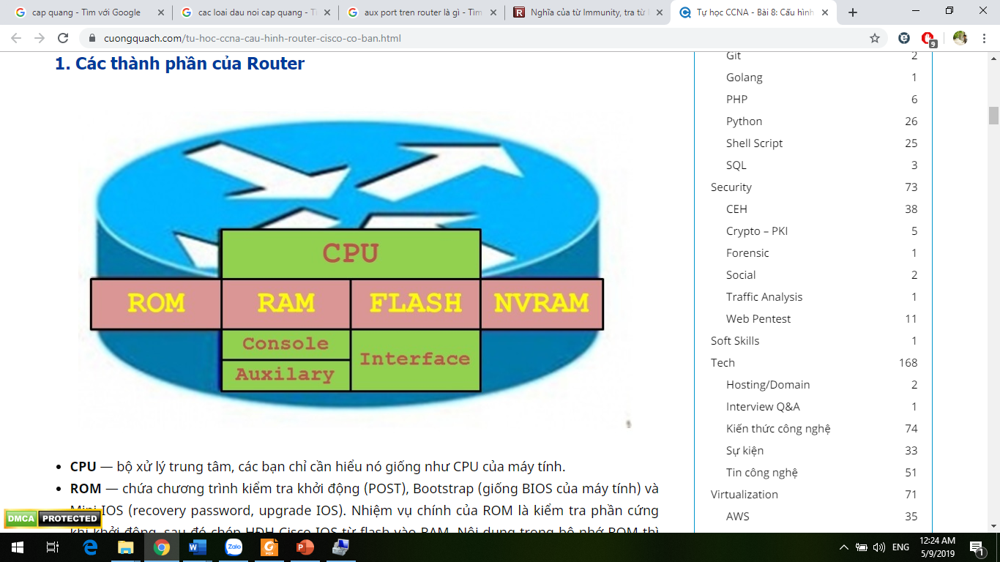 cap quang - Tìm với Google
cac loai dau noi cap quang - Tì
aux port tren router là gì - Tìm
Nghĩa của từ Immunity, tra từ
Tự học CCNA - Bài 8: Cấu hình
cuongquach.com/tu-hoc-ccna-cau-hinh-router-cisco-co-ban.html
9
1. Các thành phần của Router
CPU
ROM RAM FLASH NVRAM
Console
Interface
Auxilary
CPU — bộ xử lý trung tâm, các bạn chỉ cần hiểu nó giống như CPU của máy tính.
ROM — chứa chương trình kiểm tra khởi động (POST), Bootstrap (giống BIOS của máy tính) và
Mini IOS (recovery password, upgrade IOS). Nhiệm vụ chính của ROM là kiểm tra phần cứng
khi khởi động, sau đó chép HĐH Cisco IOS từ flash vào RAM. Nội dung trong bộ nhớ ROM thì
DMCA PROTECTED
Git 2
Golang 1
PHP 6
Python 26
Shell Script 25
SQL 3
Security 73
CEH 38
Crypto – PKI 5
Forensic 1
Social 2
Traffic Analysis 1
Web Pentest 11
Soft Skills 1
Tech 168
Hosting/Domain 2
Interview Q&A 1
Kiến thức công nghệ 74
Sự kiện 33
Tin công nghệ 51
Virtualization 71
AWS 35
Zalo
PDF
ENG
12:24 AM
5/9/2019
1